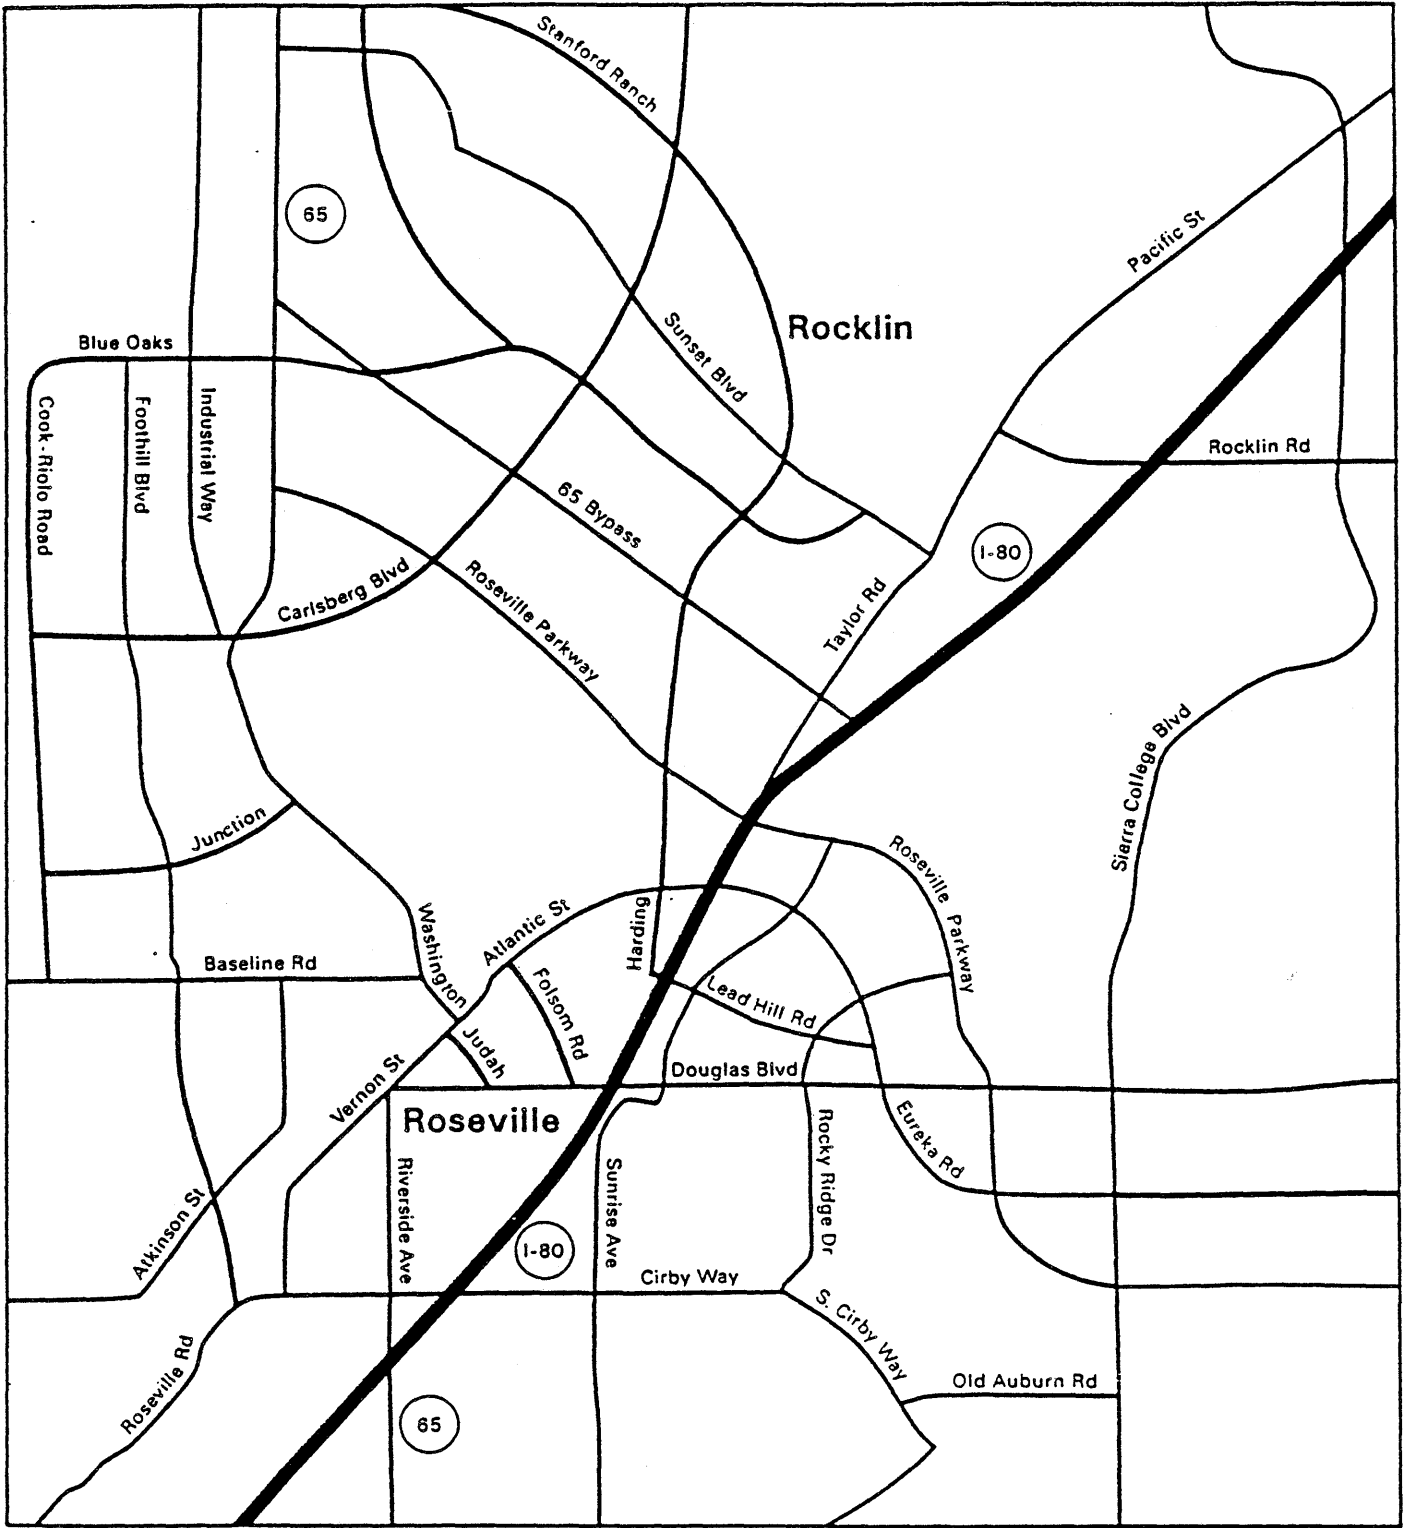 Stanford Ranch
65
Pacific St
Rocklin
Blue Oaks
Sunset Blvd
Cook-Riolo Road
Foothill Blvd
Industrial Way
Rocklin Rd
65 Bypass
I-80
Carlsberg Blvd
Roseville Parkway
Taylor Rd
Sierra College Blvd
Junction
Roseville Parkway
Washington
Atlantic St
Harding
Baseline Rd
Folsom Rd
Lead Hill Rd
Judah
Vernon St
Douglas Blvd
Roseville
Eureka Rd
Rocky Ridge Dr
Riverside Ave
Sunrise Ave
Atkinson St
I-80
Cirby Way
S. Cirby Way
Roseville Rd
Old Auburn Rd
65